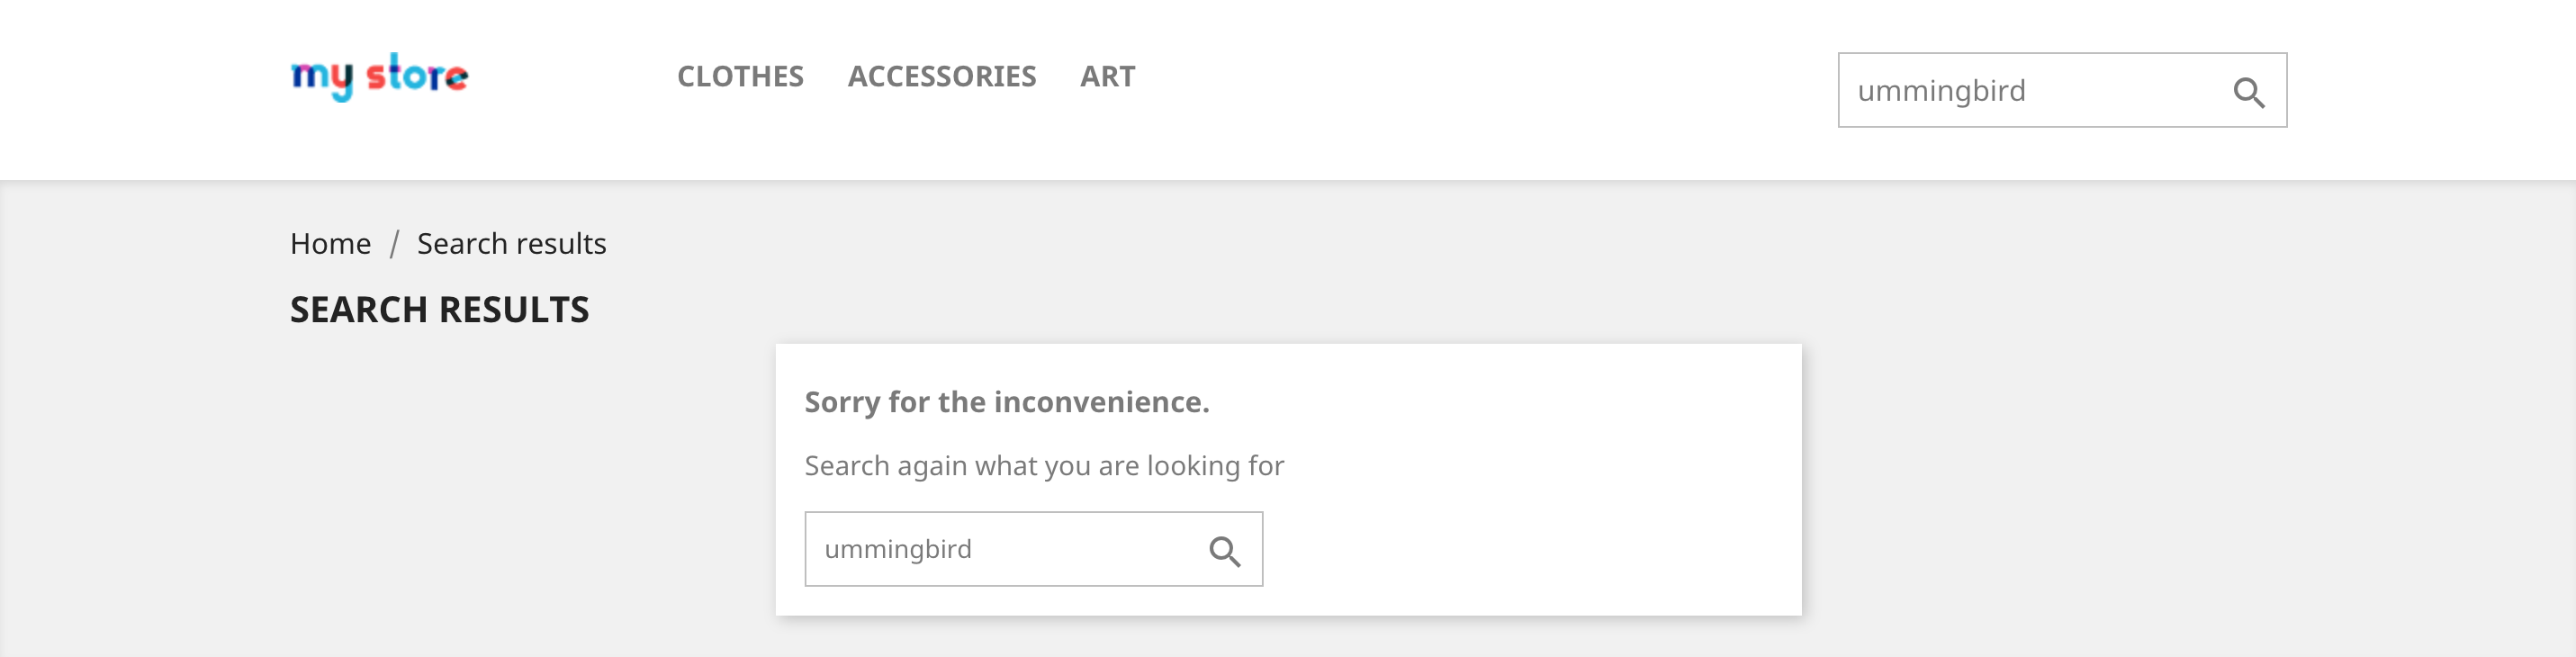 my store
CLOTHES ACCESSORIES ART
ummingbird
Home / Search results
SEARCH RESULTS
Sorry for the inconvenience.
Search again what you are looking for
ummingbird